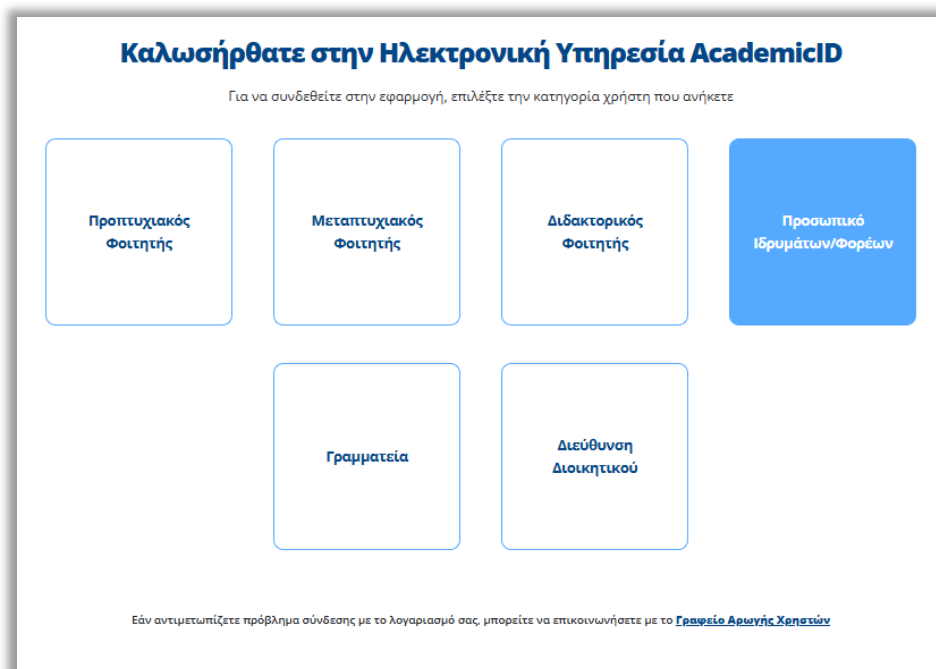 Καλωσήρθατε στην Ηλεκτρονική Υπηρεσία AcademicID
Για να συνδεθείτε στην εφαρμογή, επιλέξτε την κατηγορία χρήστη που ανήκετε
Προπτυχιακός
Φοιτητής
Μεταπτυχιακός
Φοιτητής
Διδακτορικός
Φοιτητής
Προσωπικό
Ιδρυμάτων/Φορέων
Γραμματεία
Διεύθυνση
Διοικητικού
Εάν αντιμετωπίζετε πρόβλημα σύνδεσης με το λογαριασμό σας, μπορείτε να επικοινωνήσετε με το Γραφείο Αρωγής Χρηστών